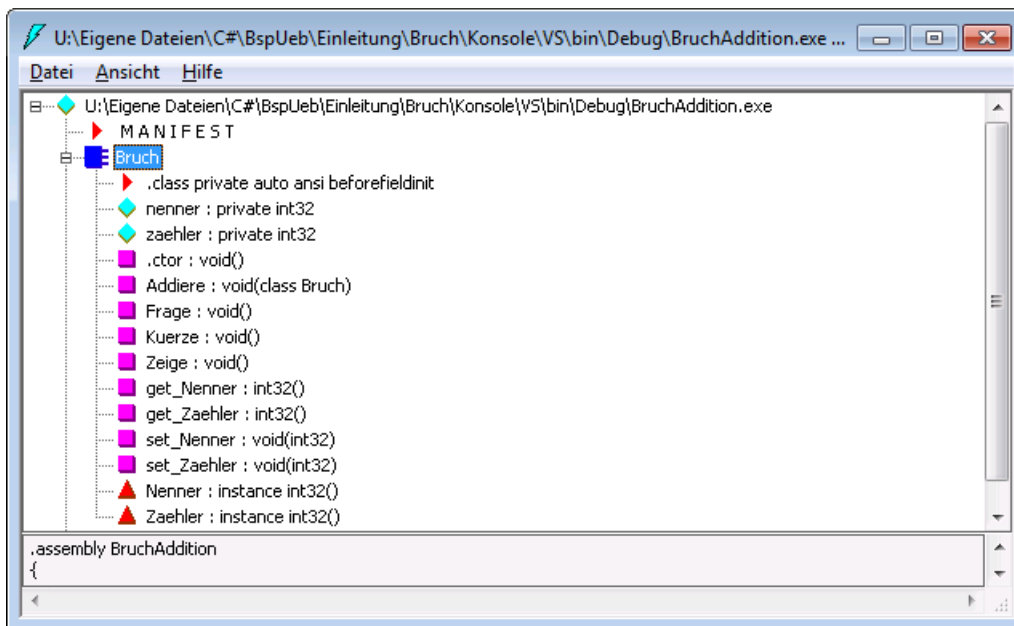 U:\Eigene Dateien\C#\BspUeb\Einleitung\Bruch\Konsole\VS\bin\Debug\BruchAddition.exe ...
Datei Ansicht Hilfe
U:\Eigene Dateien\C#\BspUeb\Einleitung\Bruch\Konsole\VS\bin\Debug\BruchAddition.exe
M A N I F E S T
Bruch
.class private auto ansi beforefieldinit
nenner : private int32
zaehler : private int32
.ctor : void()
Addiere : void(class Bruch)
Frage : void()
Kuerze : void()
Zeige : void()
get_Nenner : int32()
get_Zaehler : int32()
set_Nenner : void(int32)
set_Zaehler : void(int32)
Nenner : instance int32()
Zaehler : instance int32()
.assembly BruchAddition
{